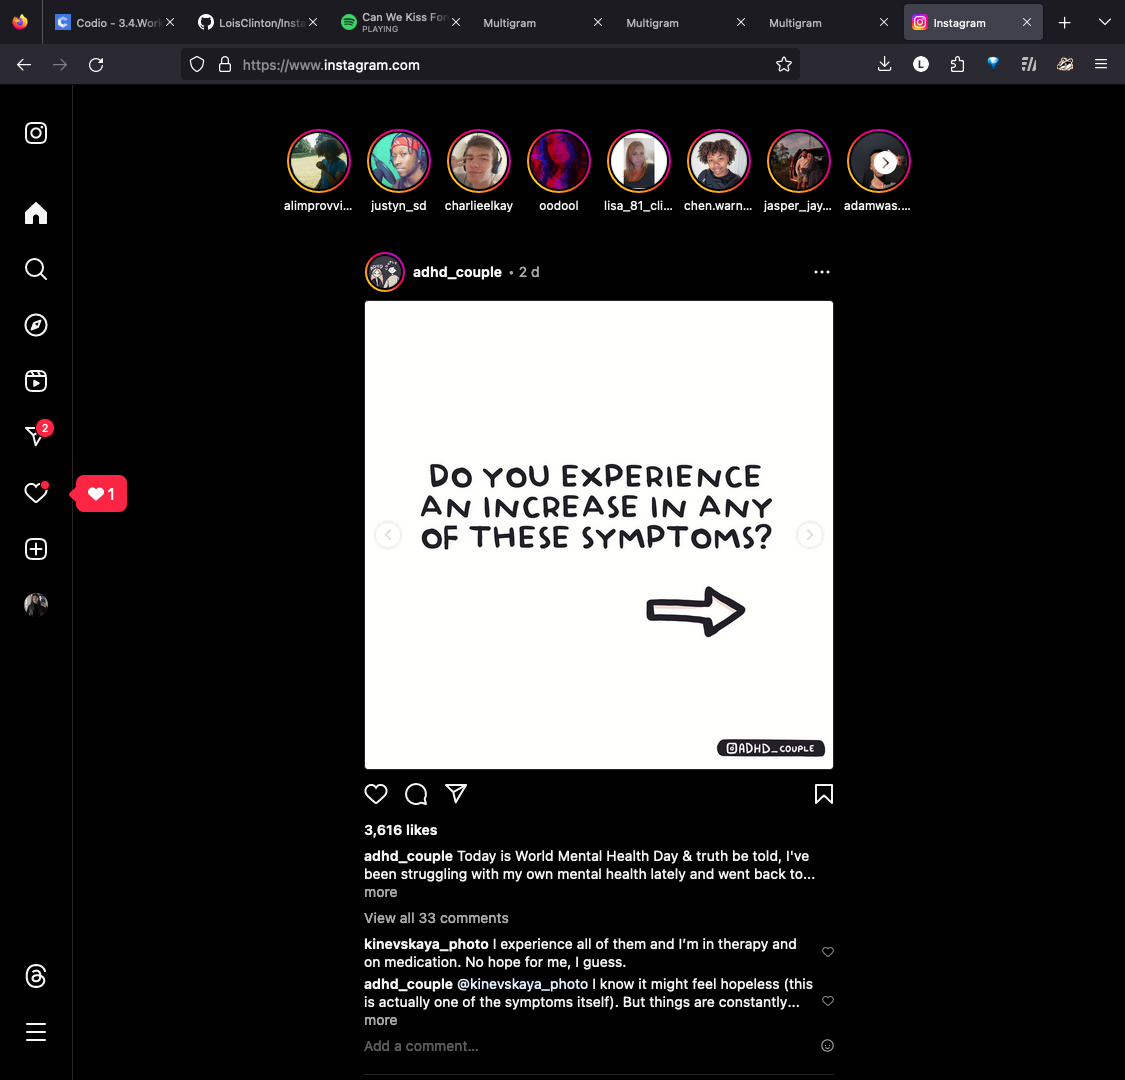 Codio - 3.4.Work
LoisClinton/Insta
Can We Kiss For
PLAYING
Multigram
Multigram
Multigram
Instagram
https://www.instagram.com
L
alimprovvi...
justyn_sd
charlieelkay
oodool
lisa_81_cli...
chen.warn...
jasper_jay...
adamwas....
adhd_couple • 2 d
DO YOU EXPERIENCE
AN INCREASE IN ANY
OF THESE SYMPTOMS?
@ADHD_COUPLE
2
1
3,616 likes
adhd_couple Today is World Mental Health Day & truth be told, I've
been struggling with my own mental health lately and went back to...
more
View all 33 comments
kinevskaya_photo I experience all of them and I’m in therapy and
on medication. No hope for me, I guess.
adhd_couple @kinevskaya_photo I know it might feel hopeless (this
is actually one of the symptoms itself). But things are constantly...
more
Add a comment...